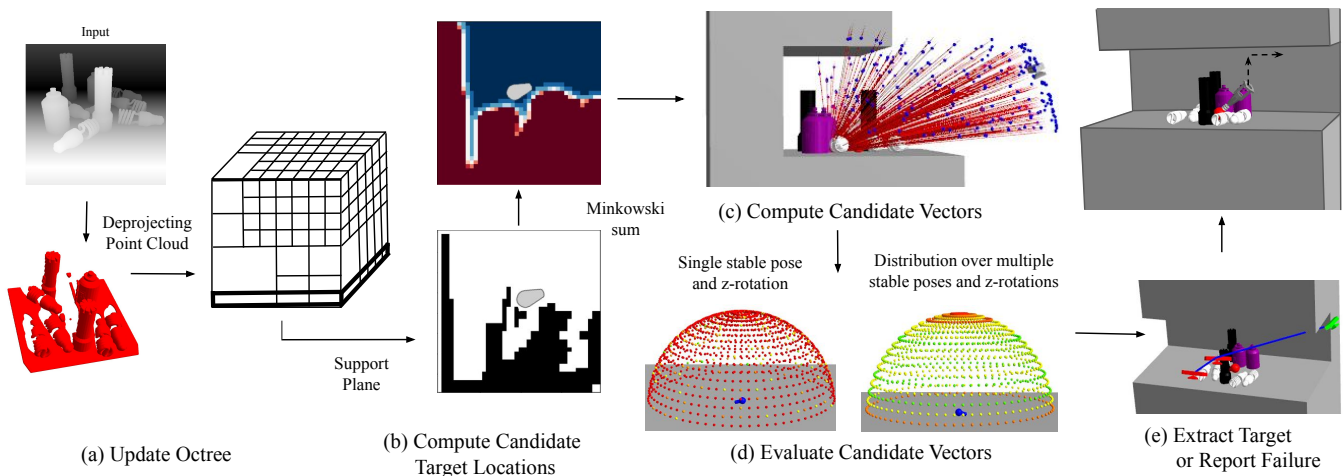 Input
Deprojecting
Point Cloud
(a) Update Octree
Support
Plane
Minkowski
sum
(b) Compute Candidate
Target Locations
(c) Compute Candidate Vectors
Single stable pose
and z-rotation
Distribution over multiple
stable poses and z-rotations
(d) Evaluate Candidate Vectors
(e) Extract Target
or Report Failure